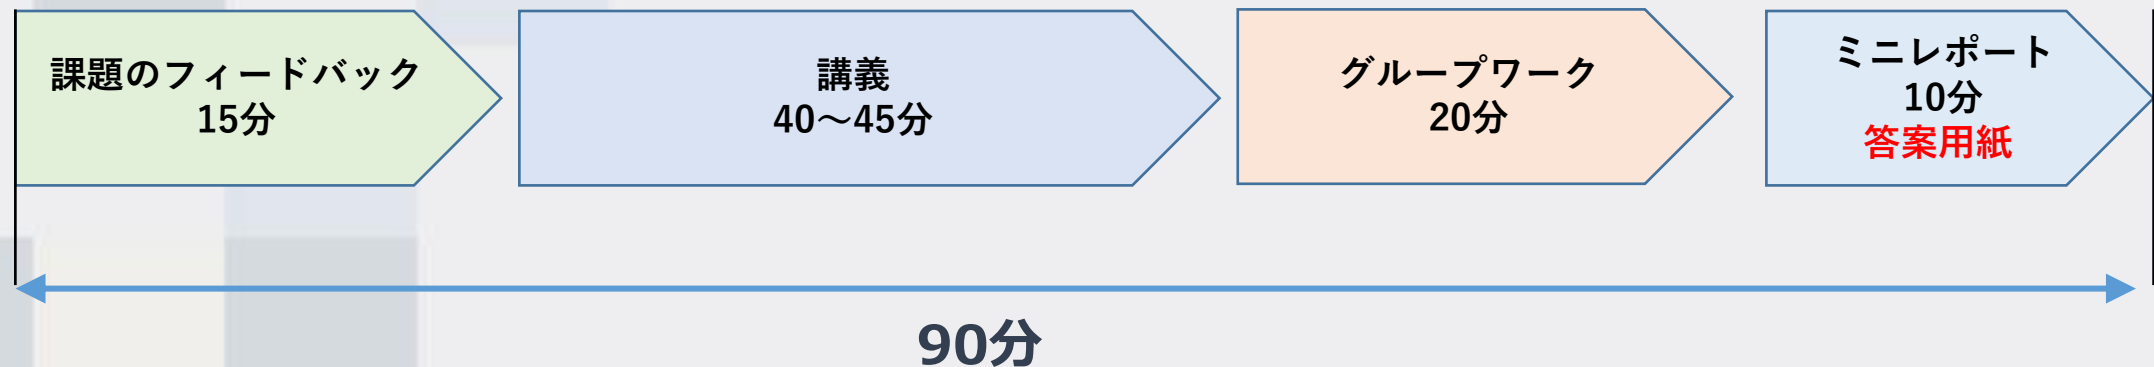 課題のフィードバック
15分
講義
40～45分
グループワーク
20分
ミニレポート
10分
答案用紙
90分